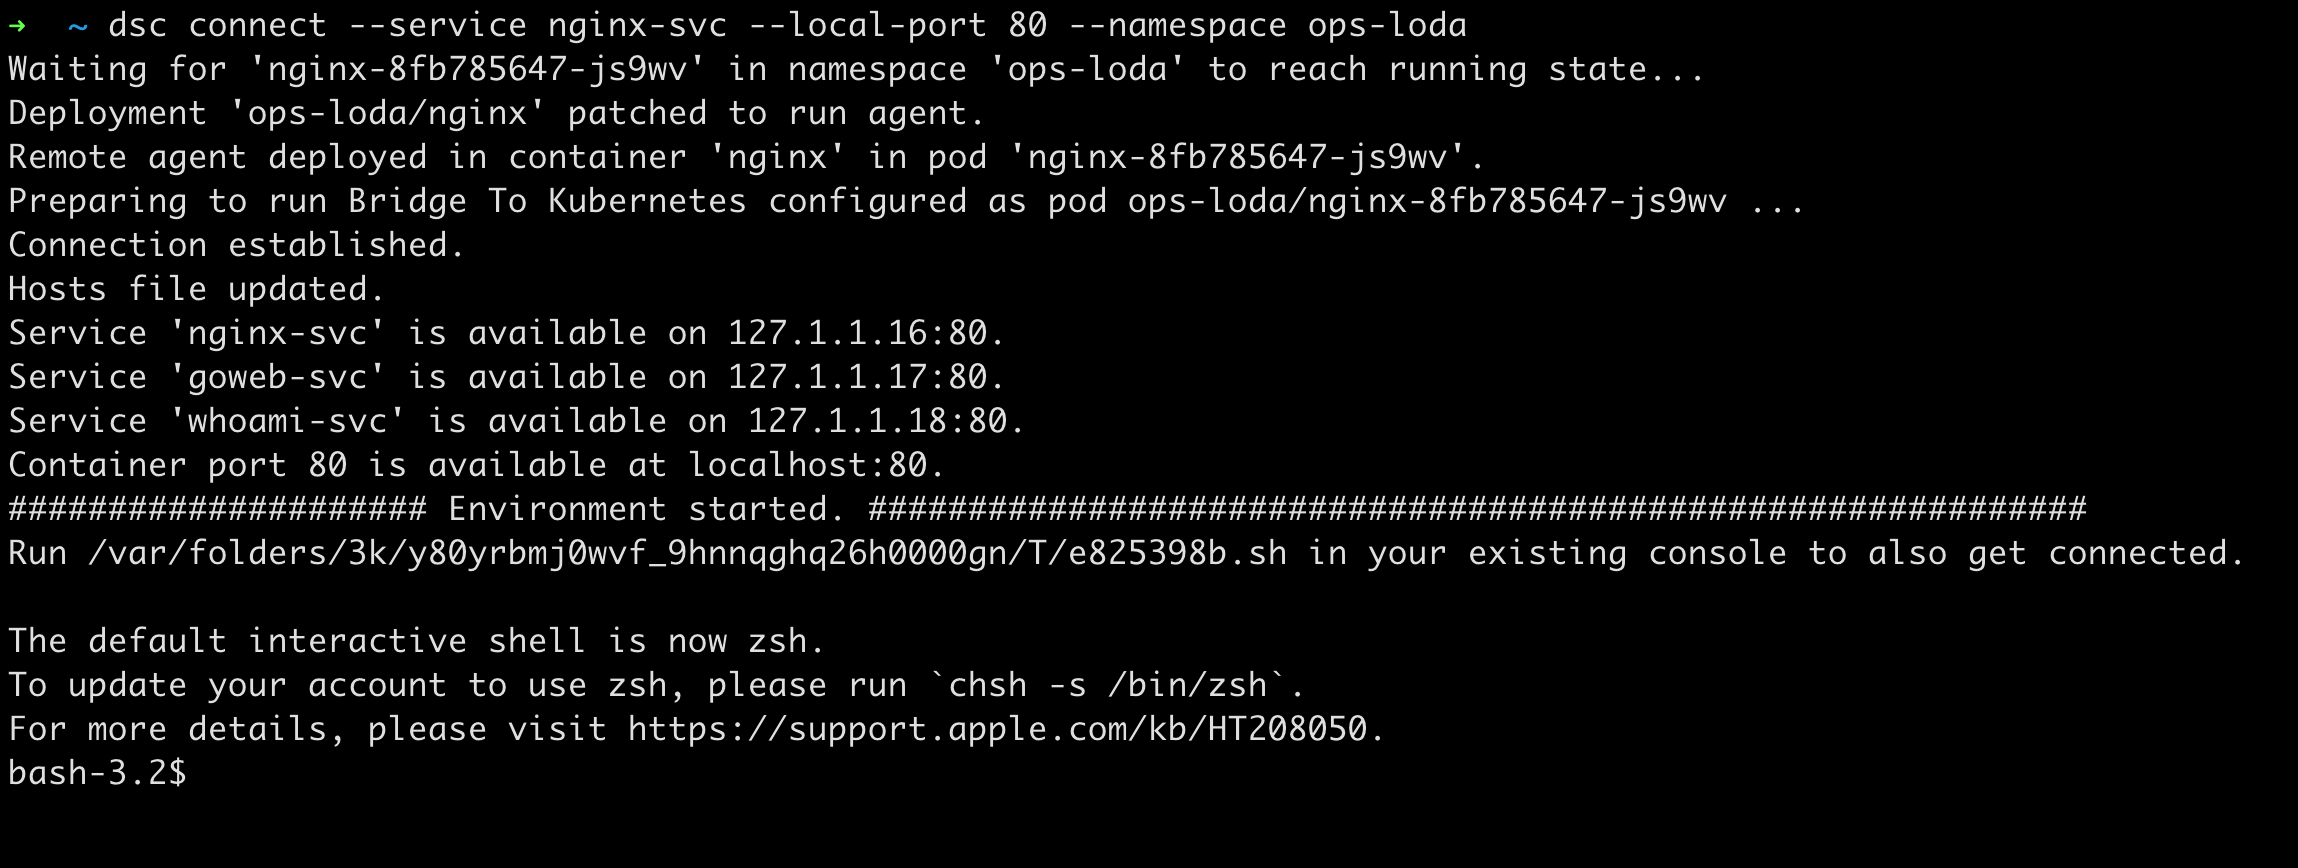 ➜  ~ dsc connect --service nginx-svc --local-port 80 --namespace ops-loda
Waiting for 'nginx-8fb785647-js9wv' in namespace 'ops-loda' to reach running state...
Deployment 'ops-loda/nginx' patched to run agent.
Remote agent deployed in container 'nginx' in pod 'nginx-8fb785647-js9wv'.
Preparing to run Bridge To Kubernetes configured as pod ops-loda/nginx-8fb785647-js9wv ...
Connection established.
Hosts file updated.
Service 'nginx-svc' is available on 127.1.1.16:80.
Service 'goweb-svc' is available on 127.1.1.17:80.
Service 'whoami-svc' is available on 127.1.1.18:80.
Container port 80 is available at localhost:80.
##################### Environment started. #############################################################
Run /var/folders/3k/y80yrbmj0wvf_9hnnqghq26h0000gn/T/e825398b.sh in your existing console to also get connected.

The default interactive shell is now zsh.
To update your account to use zsh, please run `chsh -s /bin/zsh`.
For more details, please visit https://support.apple.com/kb/HT208050.
bash-3.2$